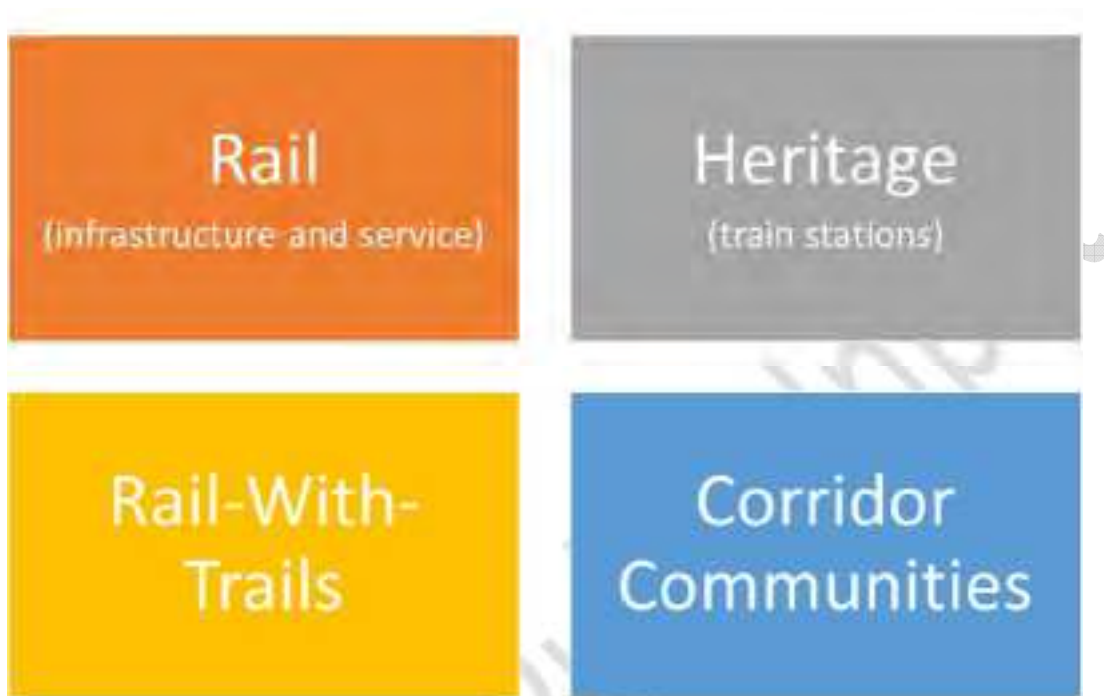 Rail
(infrastructure and service)
Heritage
(train stations)
Rail-With-
Trails
Corridor
Communities